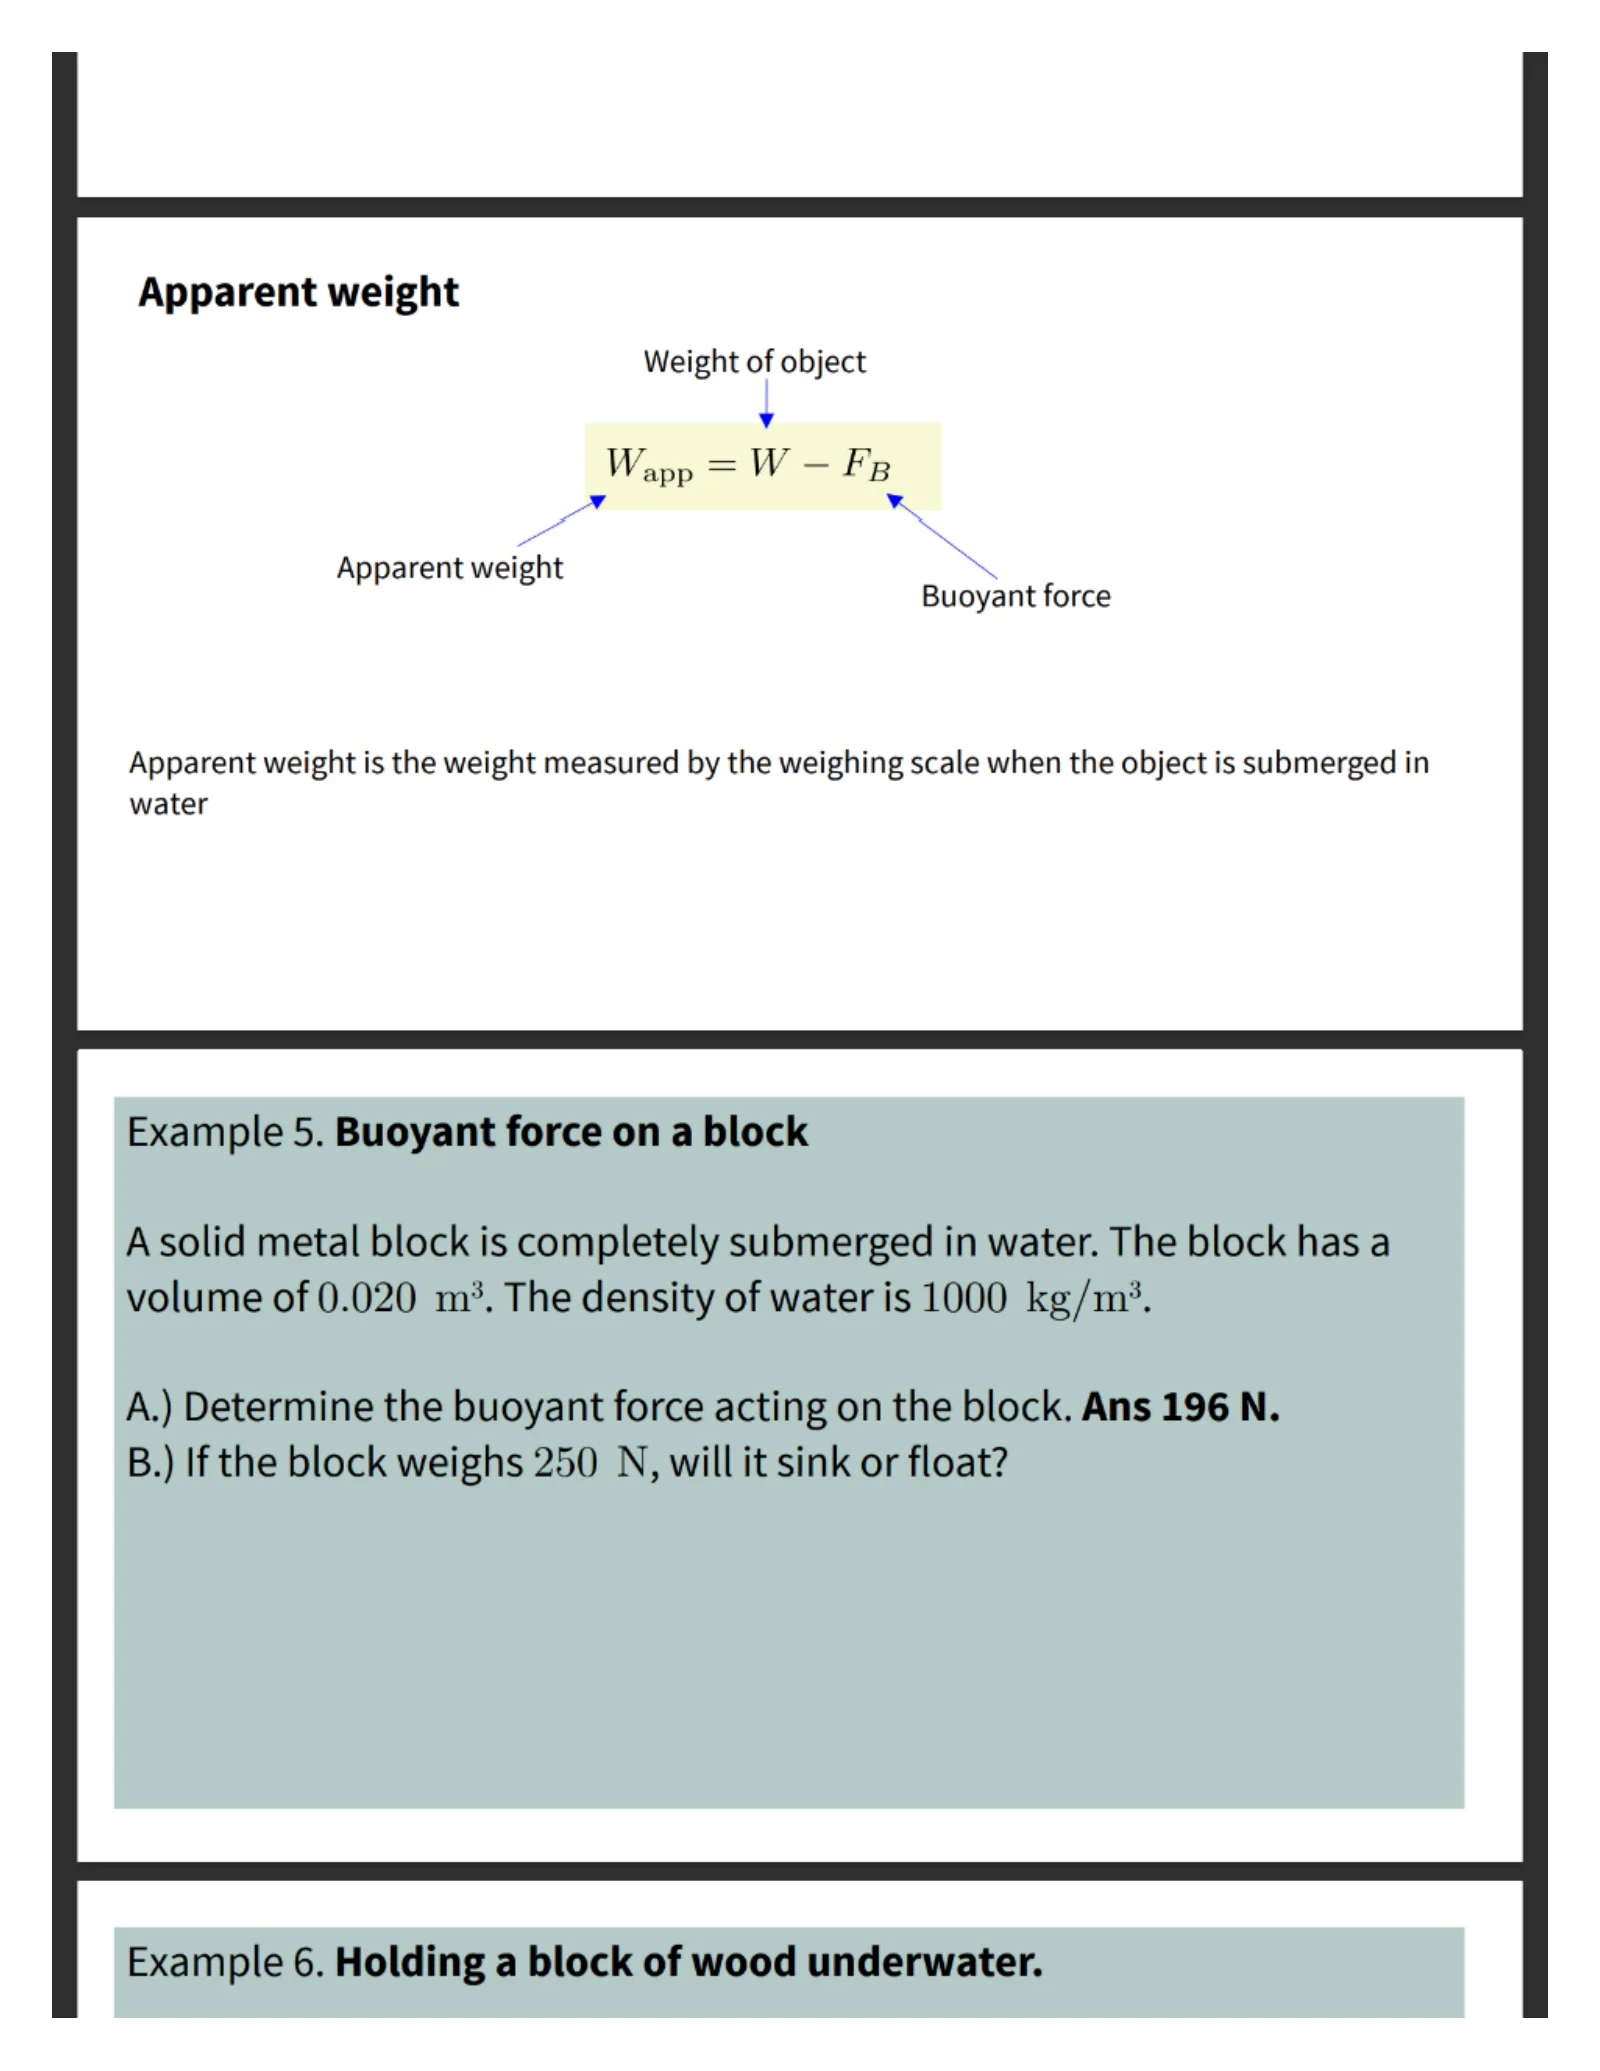 Apparent weight
Weight of object
W_app = W − F_B
Apparent weight
Buoyant force
Apparent weight is the weight measured by the weighing scale when the object is submerged in
water
Example 5. Buoyant force on a block
A solid metal block is completely submerged in water. The block has a
volume of 0.020 m³. The density of water is 1000 kg/m³.
A.) Determine the buoyant force acting on the block. Ans 196 N.
B.) If the block weighs 250 N, will it sink or float?
Example 6. Holding a block of wood underwater.